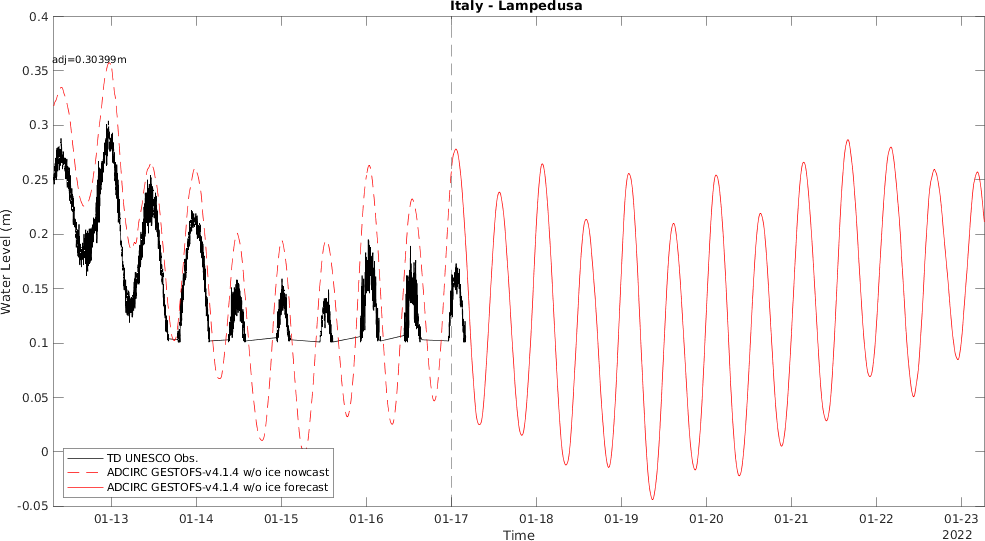 Italy - Lampedusa
adj=0.30399m
0.4
0.35
0.3
0.25
0.2
0.15
0.1
0.05
0
-0.05
Water Level (m)
TD UNESCO Obs.
ADCIRC GESTOFS-v4.1.4 w/o ice nowcast
ADCIRC GESTOFS-v4.1.4 w/o ice forecast
01-13 01-14 01-15 01-16 01-17 01-18 01-19 01-20 01-21 01-22 01-23
Time
2022